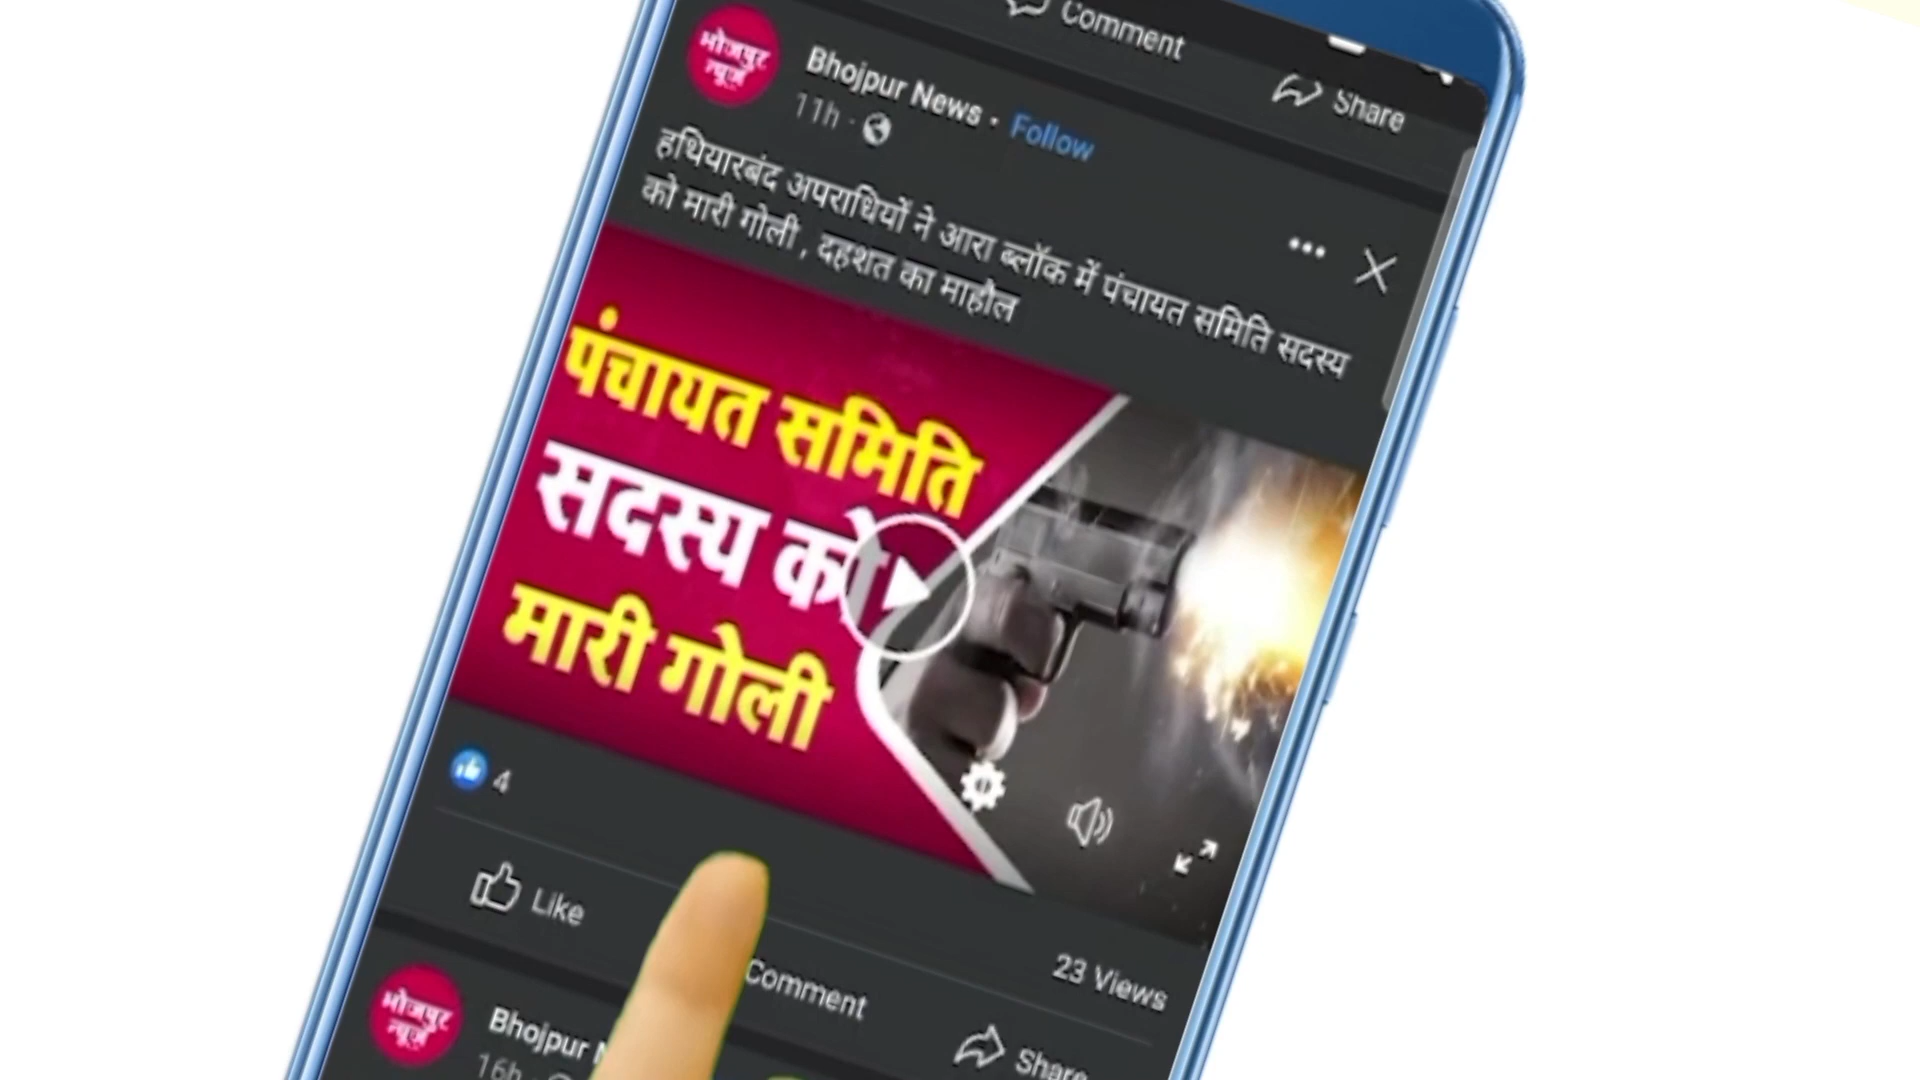 Comment
Share
भोजपुर
न्यूज
Bhojpur News · Follow
11h ·
हथियारबंद अपराधियों ने आरा ब्लॉक में पंचायत समिति सदस्य
को मारी गोली , दहशत का माहौल
पंचायत समिति
सदस्य को
मारी गोली
4
23 Views
Like
Comment
Share
भोजपुर
न्यूज
Bhojpur
16h